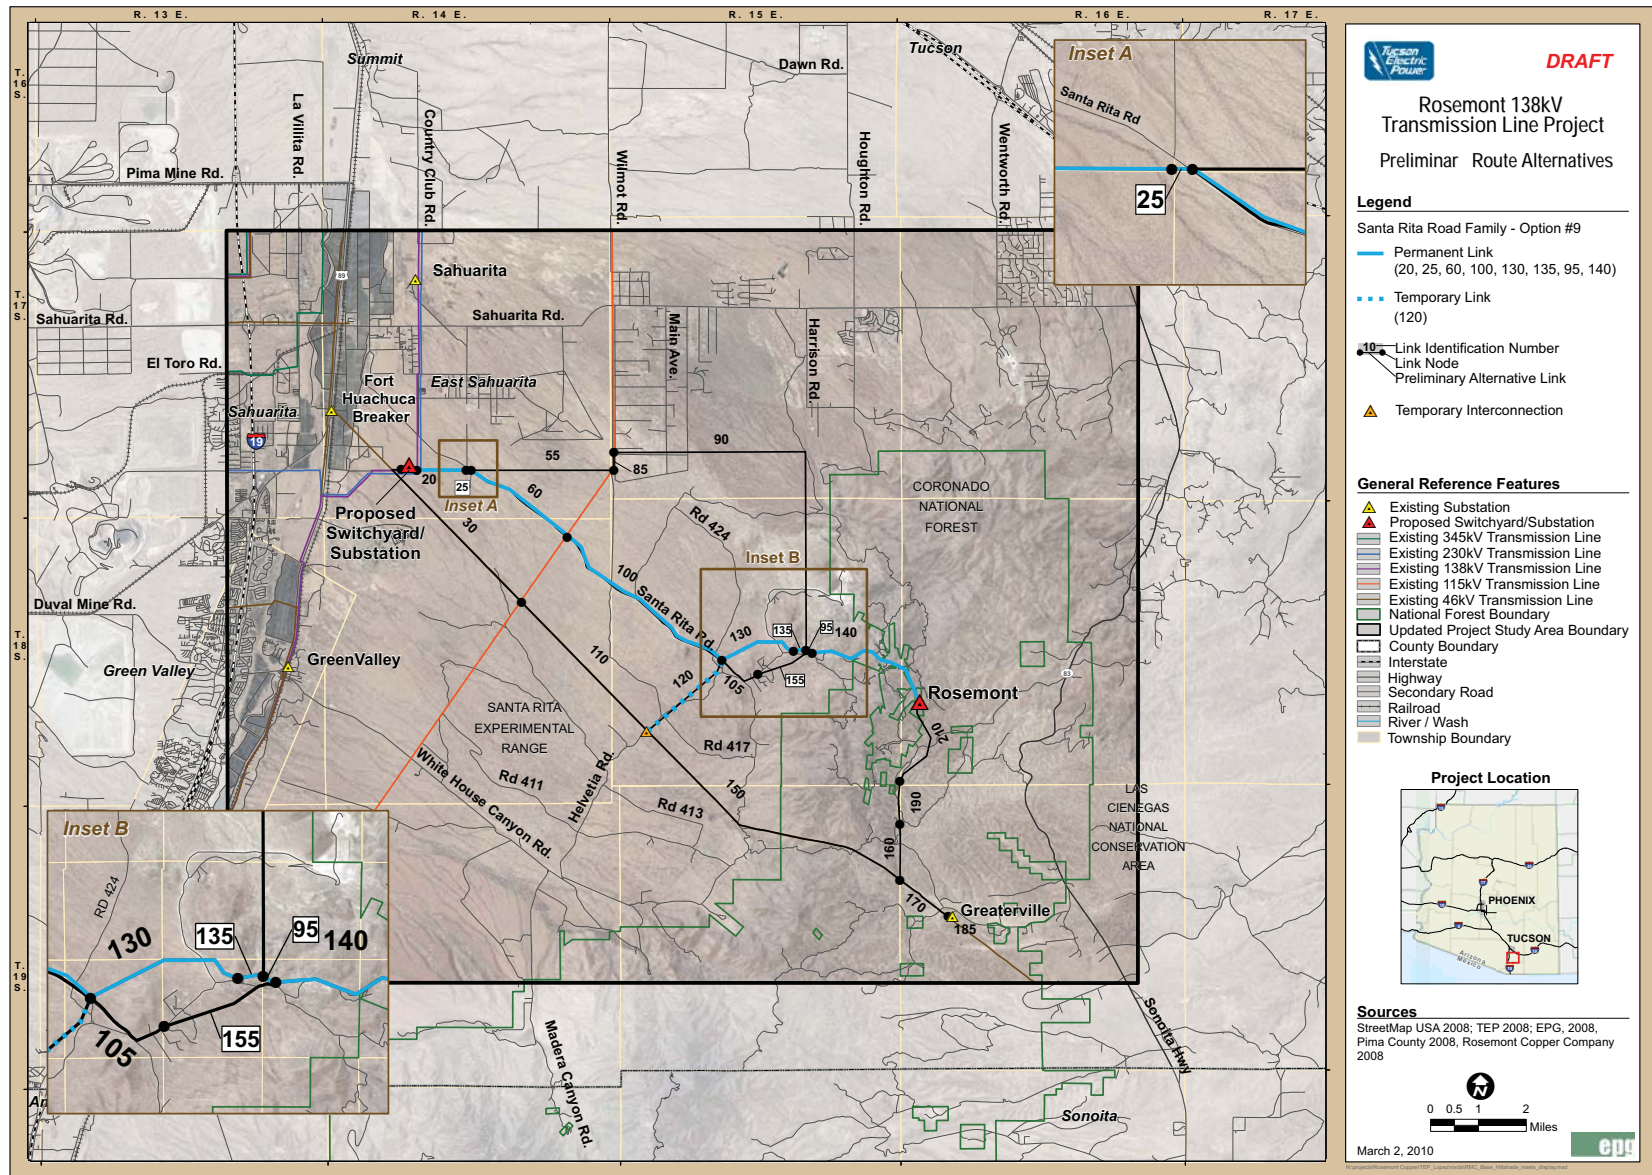 R. 13 E.
R. 14 E.
R. 15 E.
R. 16 E.
R. 17 E.
T.
16
S.
T.
17
S.
T.
18
S.
T.
19
S.
Summit
Tucson
Dawn Rd.
La Villita Rd.
Country Club Rd.
Wilmot Rd.
Houghton Rd.
Wentworth Rd.
Pima Mine Rd.
89
Sahuarita
Sahuarita Rd.
Sahuarita Rd.
Main Ave.
Harrison Rd.
El Toro Rd.
Fort
Huachuca
Breaker
East Sahuarita
Sahuarita
19
90
55
85
20
25
60
Inset A
30
Proposed
Switchyard/
Substation
CORONADO
NATIONAL
FOREST
Rd 424
Inset B
100
Santa Rita Rd.
Duval Mine Rd.
130
135
95
140
110
120
105
155
Green Valley
GreenValley
83
Rosemont
210
SANTA RITA
EXPERIMENTAL
RANGE
Rd 417
White House Canyon Rd.
Rd 411
Helvetia Rd.
Rd 413
150
190
160
LAS
CIENEGAS
NATIONAL
CONSERVATION
AREA
170
Greaterville
185
Madera Canyon Rd.
Sonoita Hwy
Sonoita
Inset A
Santa Rita Rd
25
Inset B
RD 424
130
135
95
140
105
155
Tucson
Electric
Power
DRAFT
Rosemont 138kV
Transmission Line Project
Preliminar Route Alternatives
Legend
Santa Rita Road Family - Option #9
Permanent Link
(20, 25, 60, 100, 130, 135, 95, 140)
Temporary Link
(120)
10
Link Identification Number
Link Node
Preliminary Alternative Link
Temporary Interconnection
General Reference Features
Existing Substation
Proposed Switchyard/Substation
Existing 345kV Transmission Line
Existing 230kV Transmission Line
Existing 138kV Transmission Line
Existing 115kV Transmission Line
Existing 46kV Transmission Line
National Forest Boundary
Updated Project Study Area Boundary
County Boundary
Interstate
Highway
Secondary Road
Railroad
River / Wash
Township Boundary
Project Location
PHOENIX
TUCSON
Arizona
Mexico
Sources
StreetMap USA 2008; TEP 2008; EPG, 2008,
Pima County 2008, Rosemont Copper Company
2008
N
0 0.5 1 2
Miles
March 2, 2010
epg